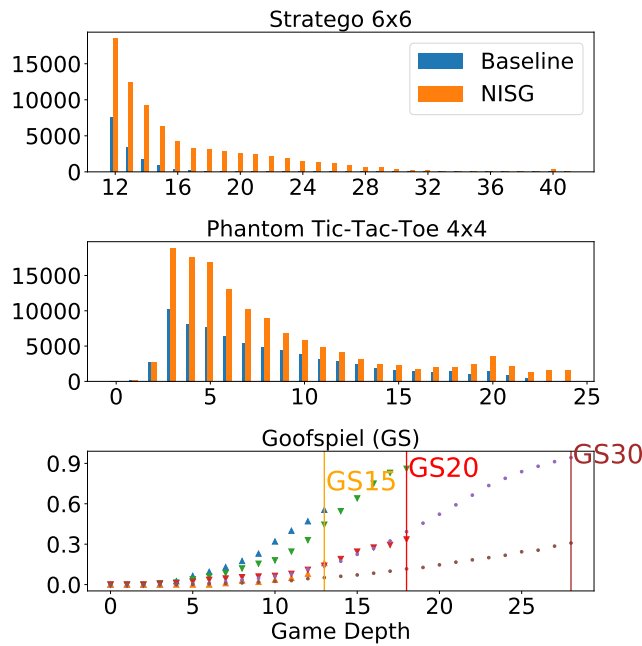 Stratego 6x6
15000
10000
5000
0
Baseline
NISG
12 16 20 24 28 32 36 40
Phantom Tic-Tac-Toe 4x4
15000
10000
5000
0
0 5 10 15 20 25
Goofspiel (GS)
0.9
0.6
0.3
0.0
GS15
GS20
GS30
0 5 10 15 20 25
Game Depth